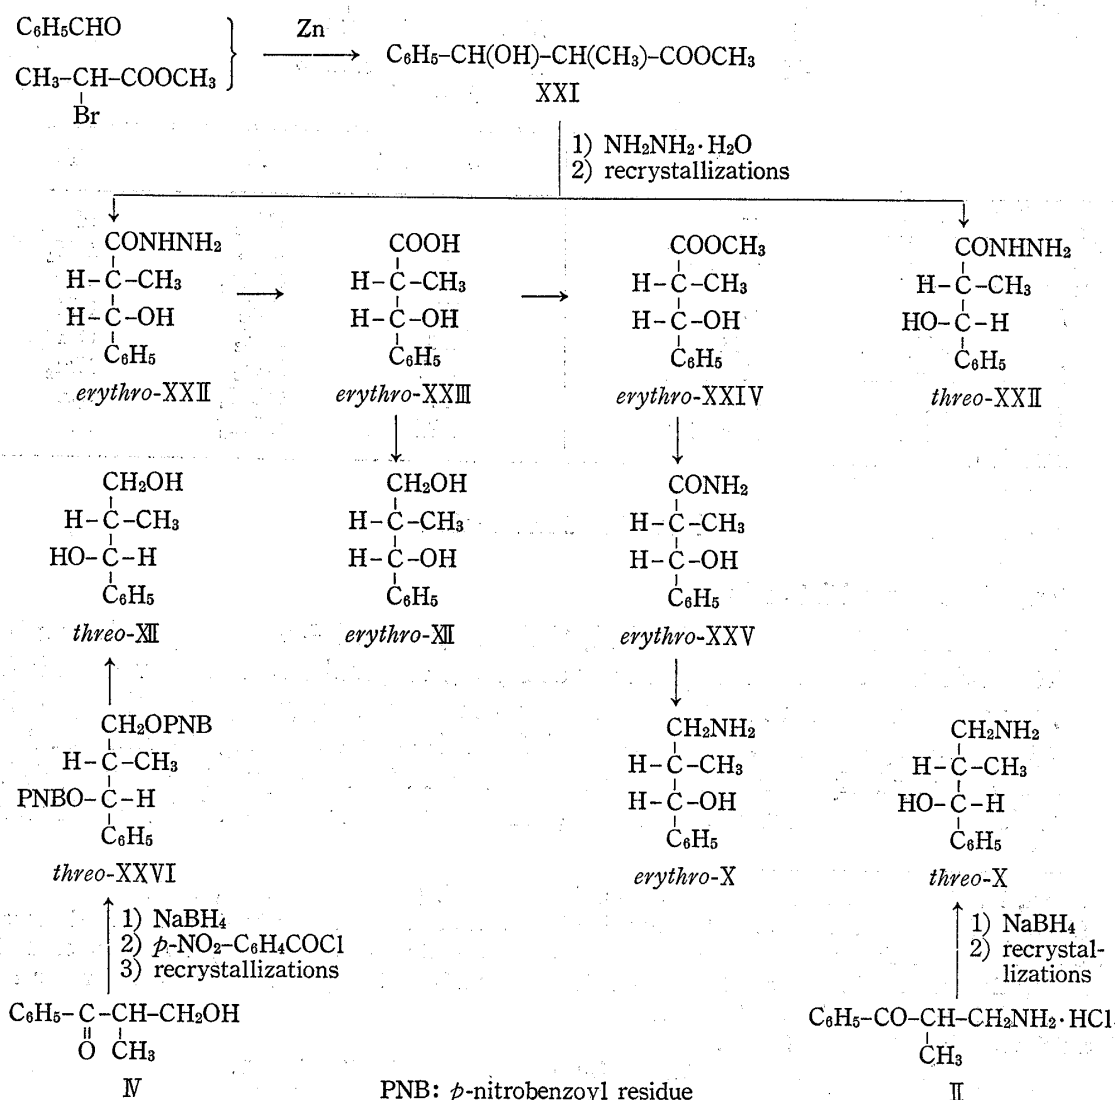 C₆H₅CHO
CH₃–CH–COOCH₃
Br
Zn
C₆H₅–CH(OH)–CH(CH₃)–COOCH₃
XXI
1) NH₂NH₂·H₂O
2) recrystallizations
CONHNH₂
H–C–CH₃
H–C–OH
C₆H₅
erythro-XXII
COOH
H–C–CH₃
H–C–OH
C₆H₅
erythro-XXIII
COOCH₃
H–C–CH₃
H–C–OH
C₆H₅
erythro-XXIV
CONHNH₂
H–C–CH₃
HO–C–H
C₆H₅
threo-XXII
CH₂OH
H–C–CH₃
HO–C–H
C₆H₅
threo-XII
CH₂OH
H–C–CH₃
H–C–OH
C₆H₅
erythro-XII
CONH₂
H–C–CH₃
H–C–OH
C₆H₅
erythro-XXV
CH₂OPNB
H–C–CH₃
PNBO–C–H
C₆H₅
threo-XXVI
CH₂NH₂
H–C–CH₃
H–C–OH
C₆H₅
erythro-X
CH₂NH₂
H–C–CH₃
HO–C–H
C₆H₅
threo-X
1) NaBH₄
2) p-NO₂–C₆H₄COCl
3) recrystallizations
1) NaBH₄
2) recrystal-
lizations
C₆H₅–C–CH–CH₂OH
O CH₃
IV
C₆H₅–CO–CH–CH₂NH₂·HCl
CH₃
II
PNB: p-nitrobenzoyl residue